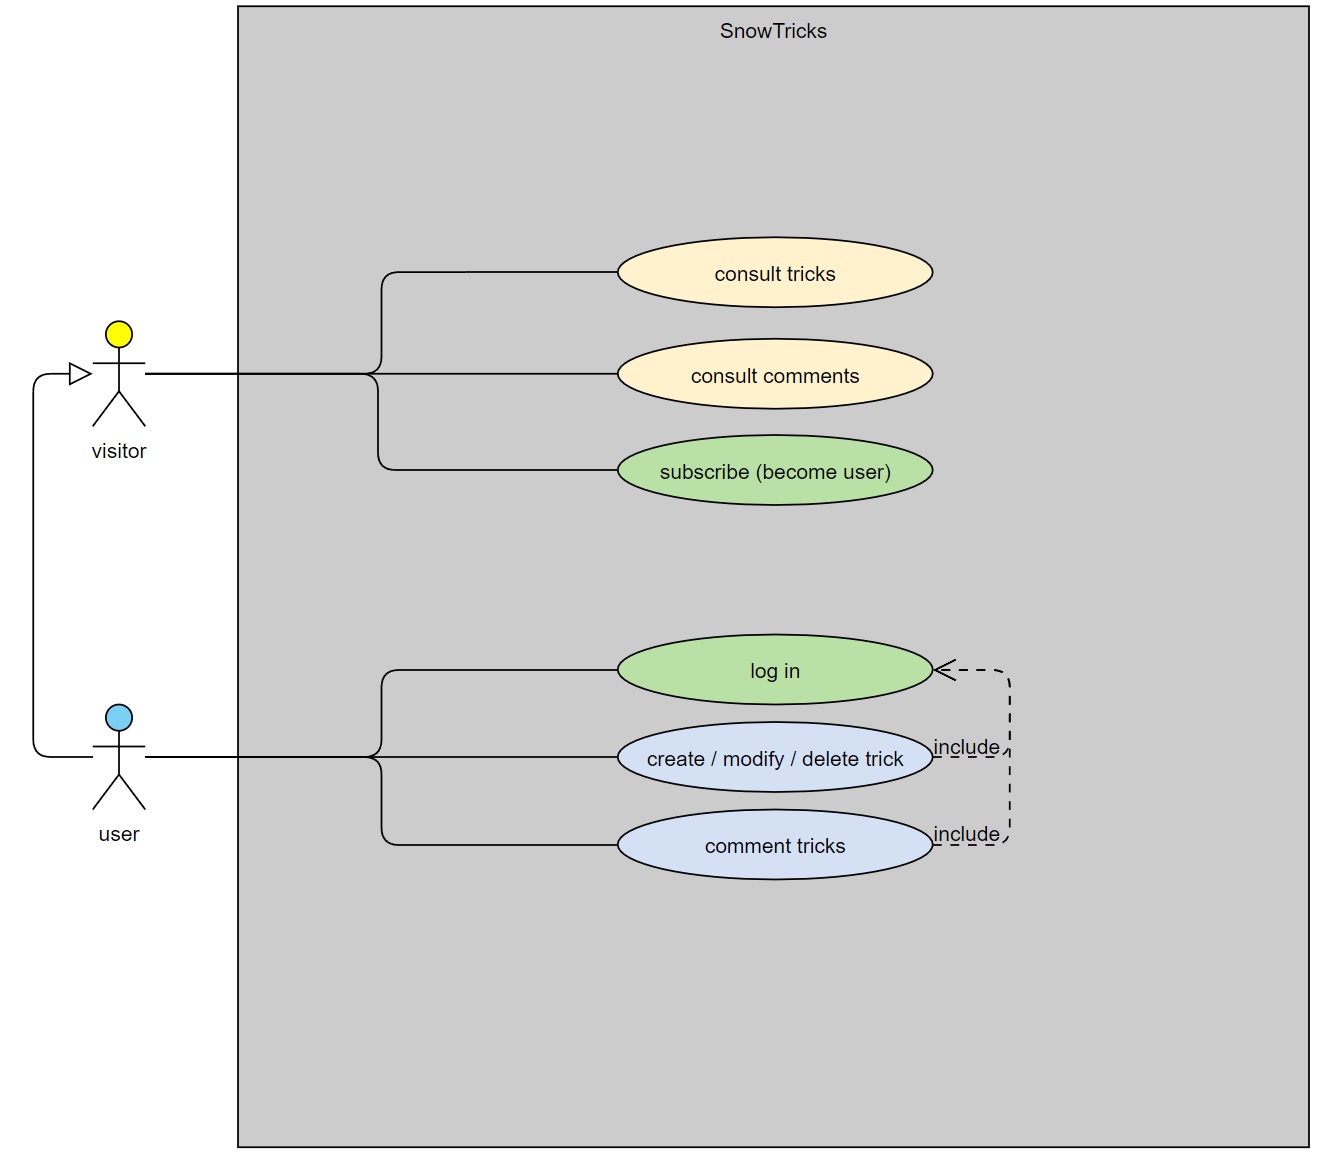 SnowTricks
consult tricks
consult comments
visitor
subscribe (become user)
log in
create / modify / delete trick
include
user
comment tricks
include